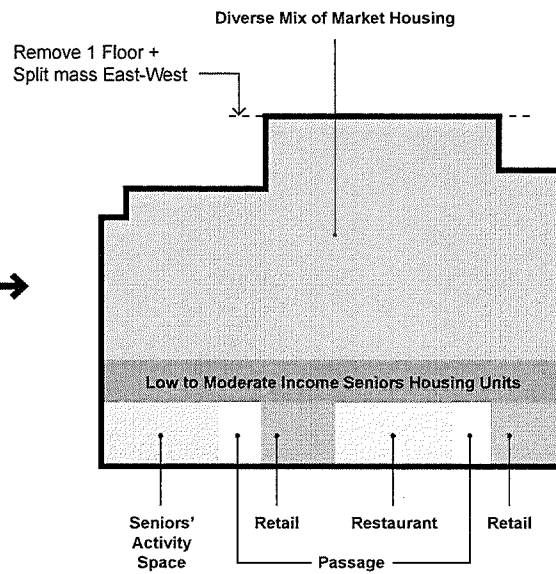 Diverse Mix of Market Housing
Remove 1 Floor +
Split mass East-West
Low to Moderate Income Seniors Housing Units
Seniors'
Activity
Space
Retail
Restaurant
Retail
Passage